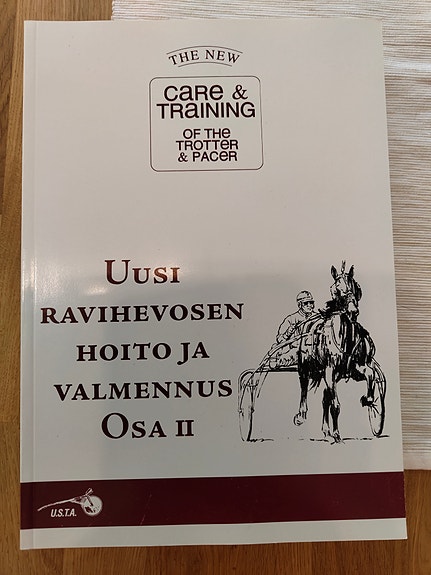 THE NEW
CaRe &
TRaiNiNG
OF THE
TROTTER
& PACER
UUSI
RAVIHEVOSEN
HOITO JA
VALMENNUS
OSA II
U.S.T.A.